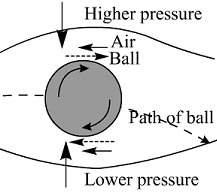 Higher pressure
Air
Ball
Path of ball
Lower pressure